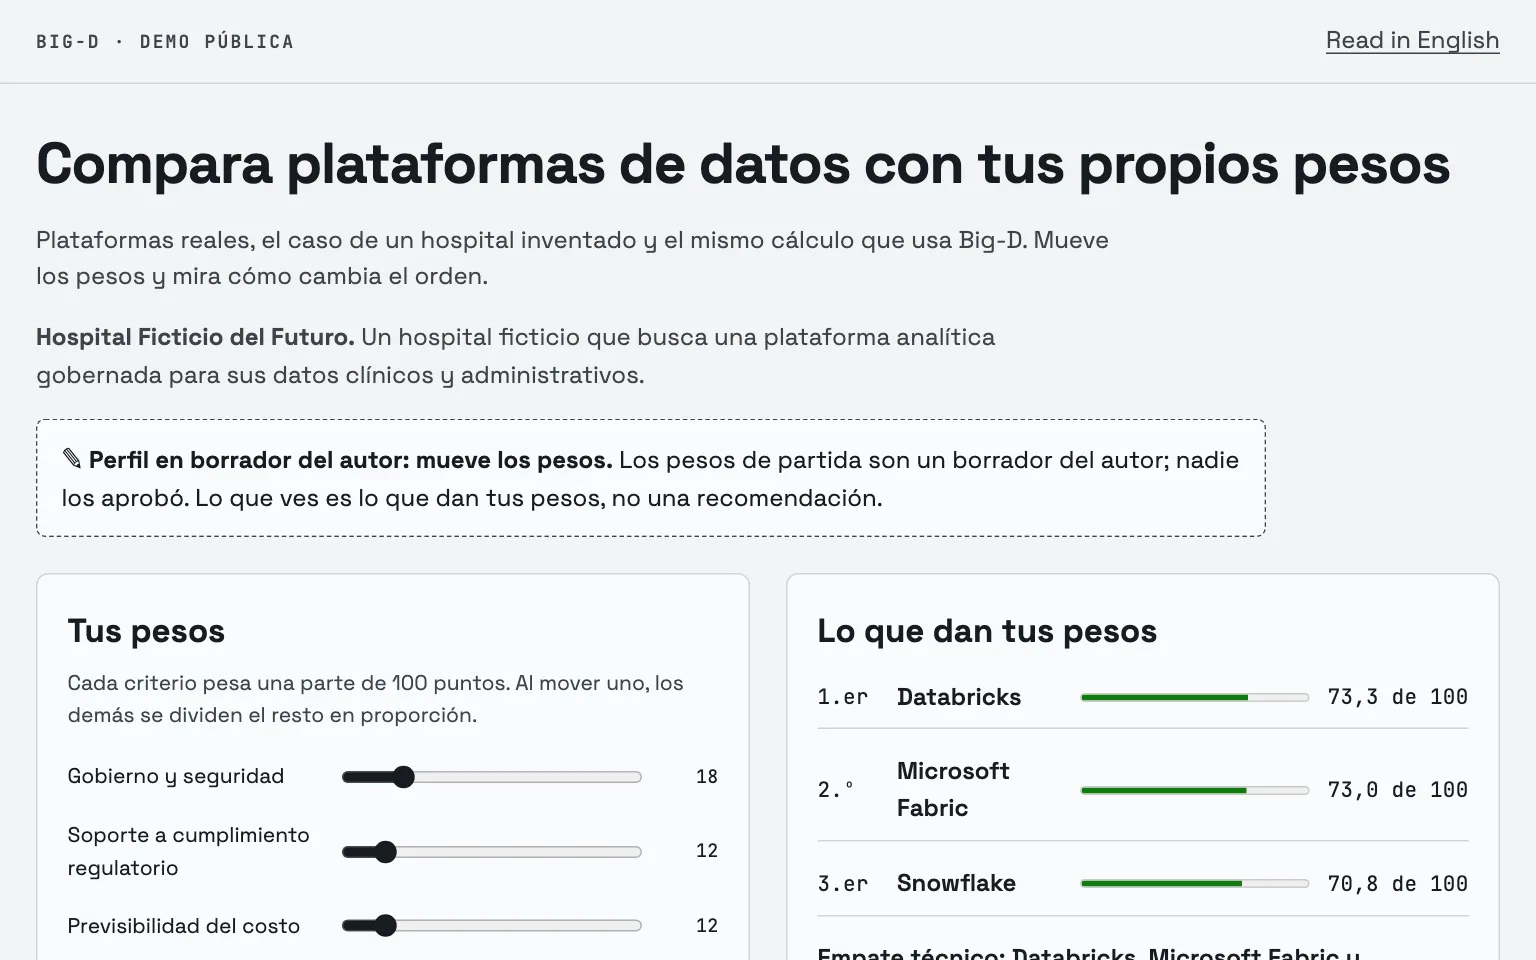 BIG-D · DEMO PÚBLICA
Read in English
Compara plataformas de datos con tus propios pesos
Plataformas reales, el caso de un hospital inventado y el mismo cálculo que usa Big-D. Mueve
los pesos y mira cómo cambia el orden.
Hospital Ficticio del Futuro. Un hospital ficticio que busca una plataforma analítica
gobernada para sus datos clínicos y administrativos.
✎ Perfil en borrador del autor: mueve los pesos. Los pesos de partida son un borrador del autor; nadie
los aprobó. Lo que ves es lo que dan tus pesos, no una recomendación.
Tus pesos
Cada criterio pesa una parte de 100 puntos. Al mover uno, los
demás se dividen el resto en proporción.
Gobierno y seguridad 18
Soporte a cumplimiento
regulatorio 12
Previsibilidad del costo 12
Lo que dan tus pesos
1.er Databricks 73,3 de 100
2.º Microsoft
Fabric 73,0 de 100
3.er Snowflake 70,8 de 100
Empate técnico: Databricks, Microsoft Fabric y